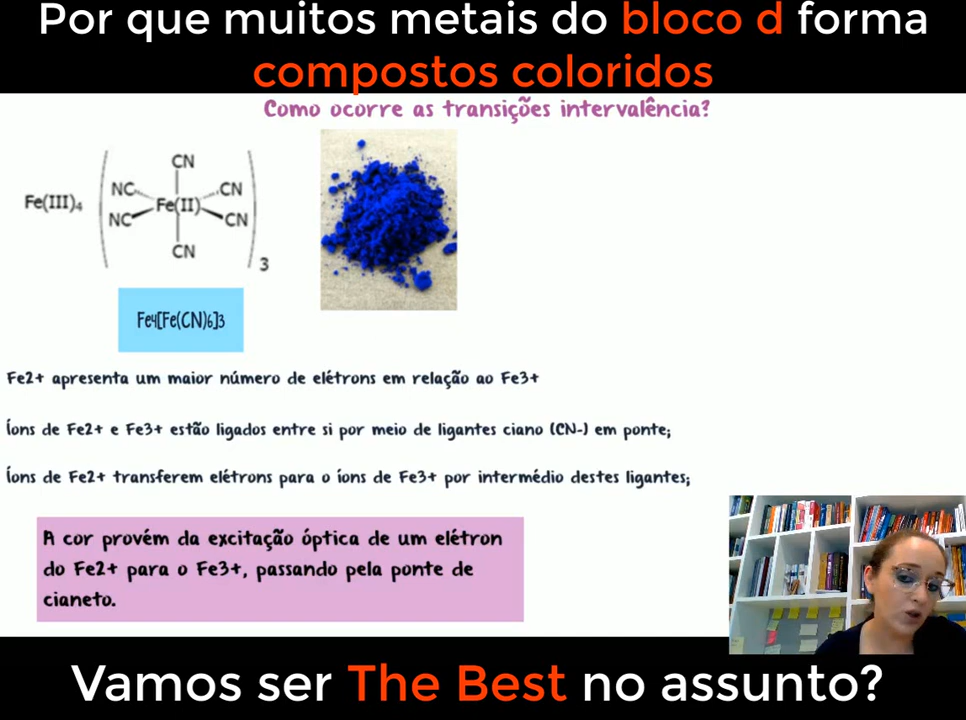 Por que muitos metais do bloco d forma
compostos coloridos
Como ocorre as transições intervalência?
CN
NC CN
Fe(III)4 Fe(II)
NC CN
CN
3
Fe4[Fe(CN)6]3
Fe2+ apresenta um maior número de elétrons em relação ao Fe3+
Íons de Fe2+ e Fe3+ estão ligados entre si por meio de ligantes ciano (CN-) em ponte;
Íons de Fe2+ transferem elétrons para o íons de Fe3+ por intermédio destes ligantes;
A cor provém da excitação óptica de um elétron
do Fe2+ para o Fe3+, passando pela ponte de
cianeto.
Vamos ser The Best no assunto?